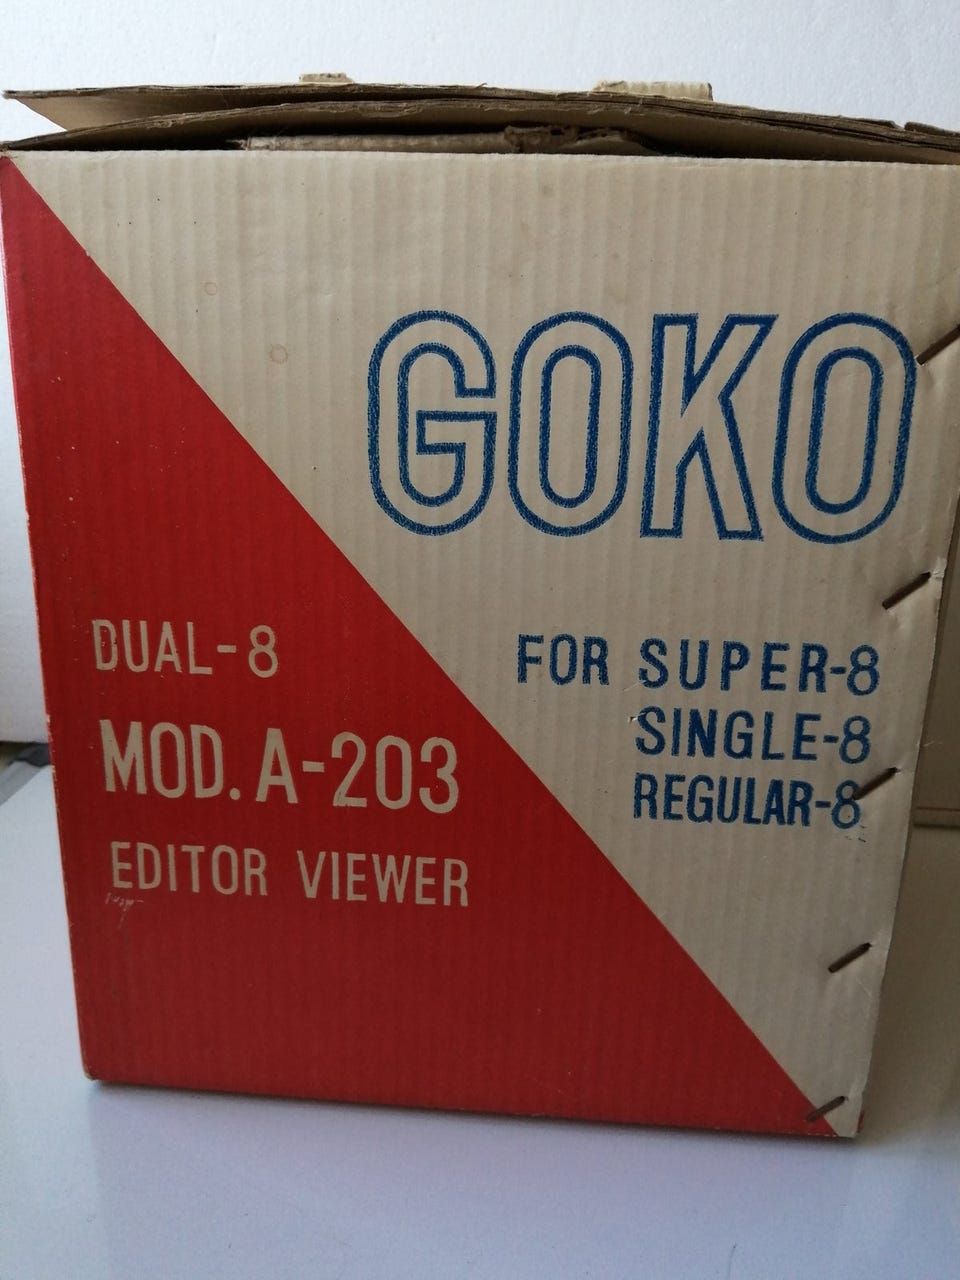 GOKO
DUAL-8
MOD. A-203
EDITOR VIEWER
FOR SUPER-8
SINGLE-8
REGULAR-8